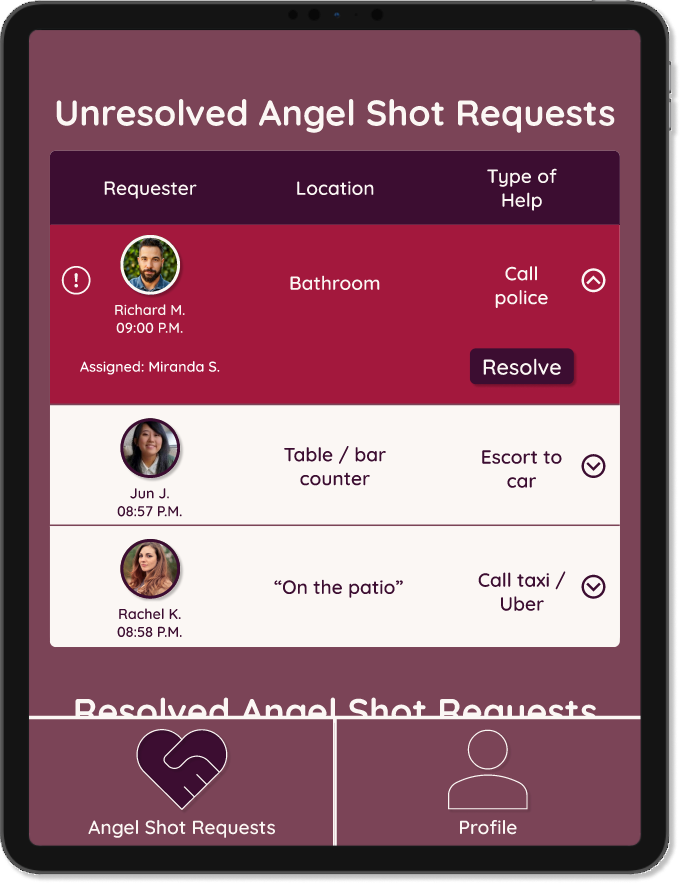 Unresolved Angel Shot Requests
Requester
Location
Type of
Help
!
Richard M.
09:00 P.M.
Bathroom
Call
police
Assigned: Miranda S.
Resolve
Jun J.
08:57 P.M.
Table / bar
counter
Escort to
car
Rachel K.
08:58 P.M.
“On the patio”
Call taxi /
Uber
Resolved Angel Shot Requests
Angel Shot Requests
Profile